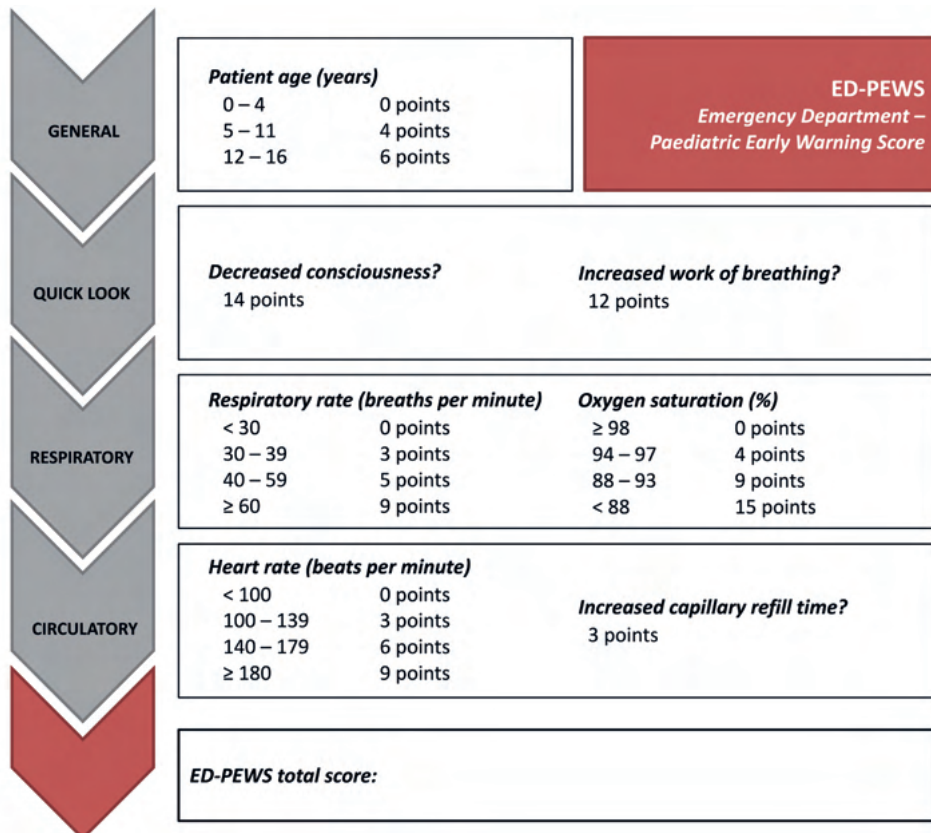 GENERAL
Patient age (years)
0 – 4 0 points
5 – 11 4 points
12 – 16 6 points
ED-PEWS
Emergency Department –
Paediatric Early Warning Score
QUICK LOOK
Decreased consciousness? Increased work of breathing?
14 points 12 points
RESPIRATORY
Respiratory rate (breaths per minute) Oxygen saturation (%)
< 30 0 points ≥ 98 0 points
30 – 39 3 points 94 – 97 4 points
40 – 59 5 points 88 – 93 9 points
≥ 60 9 points < 88 15 points
CIRCULATORY
Heart rate (beats per minute)
< 100 0 points
100 – 139 3 points
140 – 179 6 points
≥ 180 9 points
Increased capillary refill time?
3 points
ED-PEWS total score: